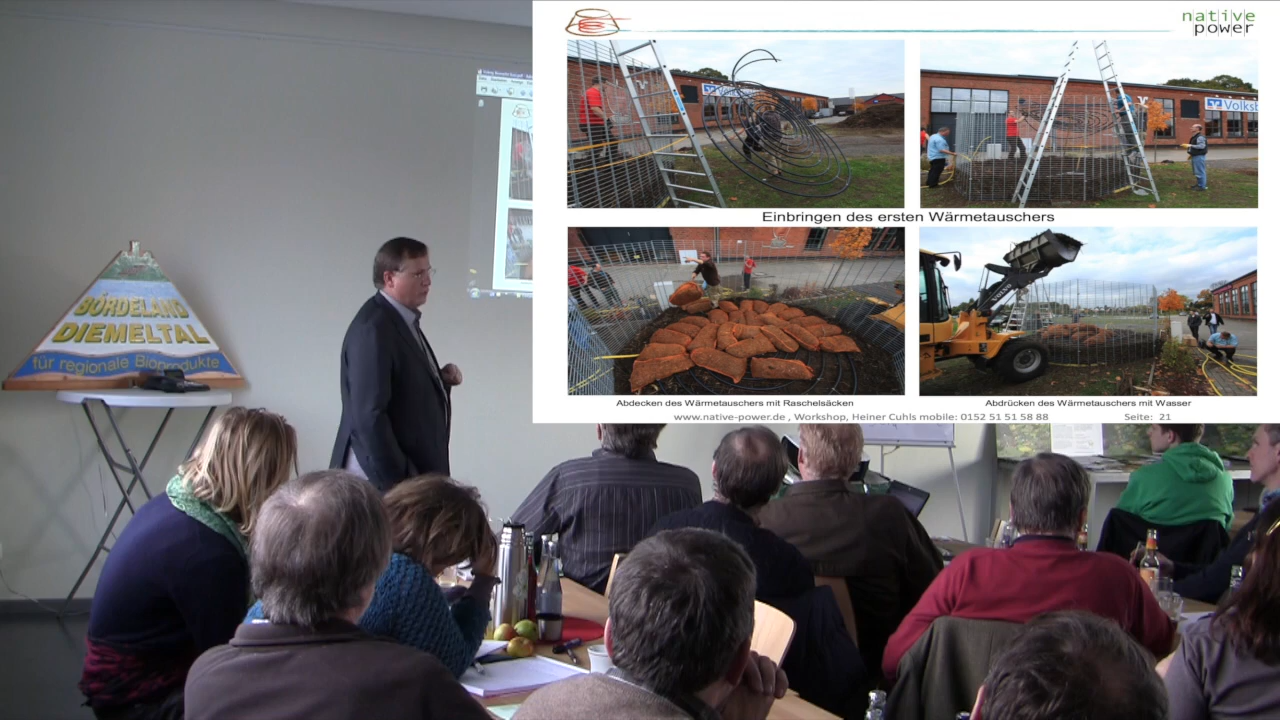 native
power
Volksb
Einbringen des ersten Wärmetauschers
Abdecken des Wärmetauschers mit Raschelsäcken
Abdrücken des Wärmetauschers mit Wasser
www.native-power.de , Workshop, Heiner Cuhls mobile: 0152 51 51 58 88
Seite: 21
BÖRDELAND
DIEMELTAL
für regionale Bioprodukte